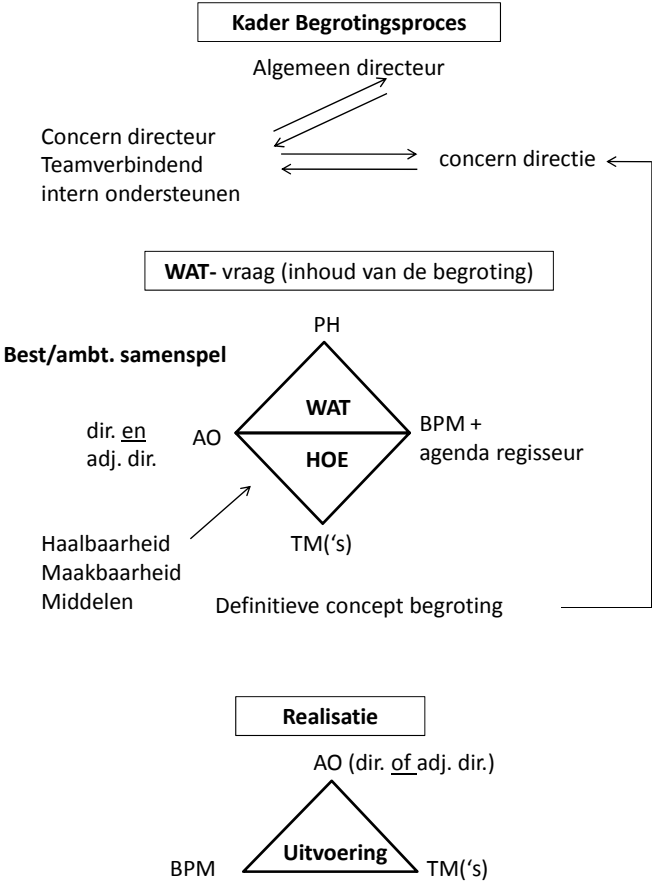 Kader Begrotingsproces
Algemeen directeur
Concern directeur
Teamverbindend
intern ondersteunen
concern directie
WAT- vraag (inhoud van de begroting)
PH
Best/ambt. samenspel
WAT
dir. en
adj. dir.
AO
BPM +
agenda regisseur
HOE
TM(‘s)
Haalbaarheid
Maakbaarheid
Middelen
Definitieve concept begroting
Realisatie
AO (dir. of adj. dir.)
Uitvoering
BPM
TM(‘s)